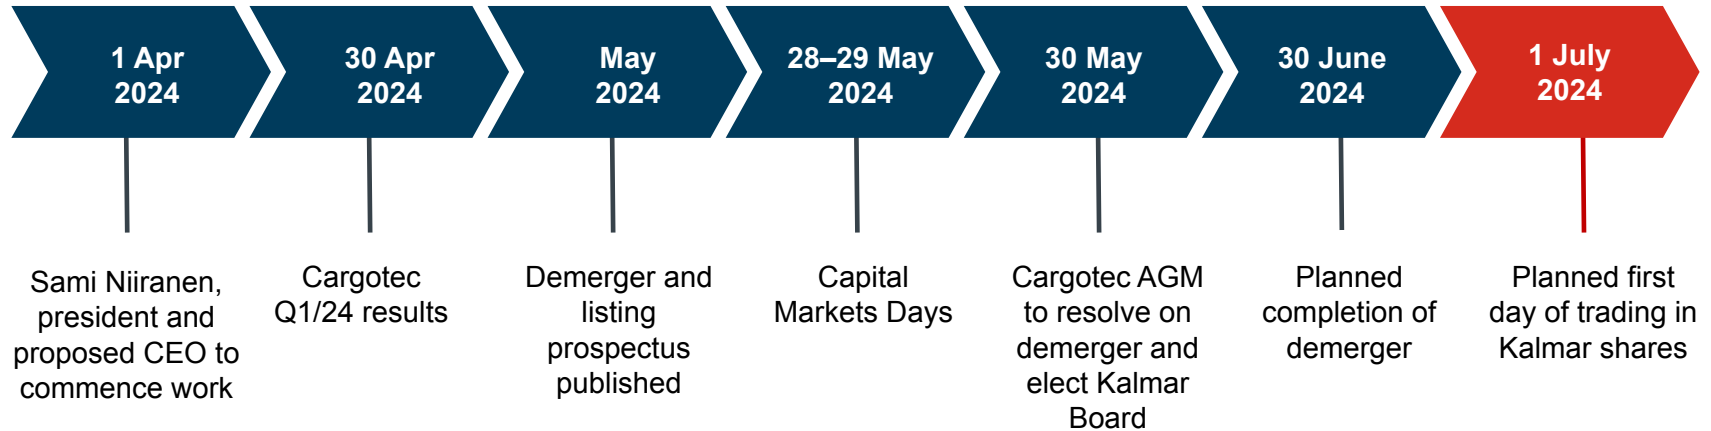 1 Apr
2024
30 Apr
2024
May
2024
28–29 May
2024
30 May
2024
30 June
2024
1 July
2024
Sami Niiranen,
president and
proposed CEO to
commence work
Cargotec
Q1/24 results
Demerger and
listing
prospectus
published
Capital
Markets Days
Cargotec AGM
to resolve on
demerger and
elect Kalmar
Board
Planned
completion of
demerger
Planned first
day of trading in
Kalmar shares